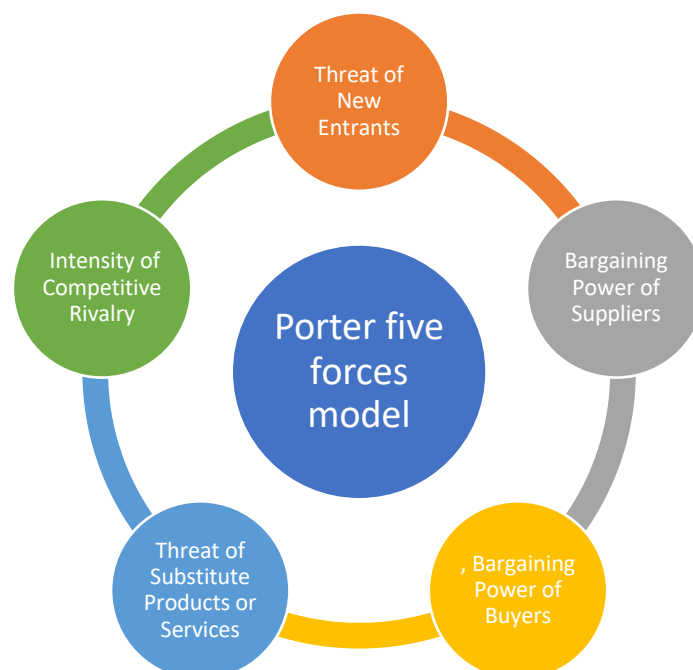 Threat of
New
Entrants
Bargaining
Power of
Suppliers
, Bargaining
Power of
Buyers
Threat of
Substitute
Products or
Services
Intensity of
Competitive
Rivalry
Porter five
forces
model